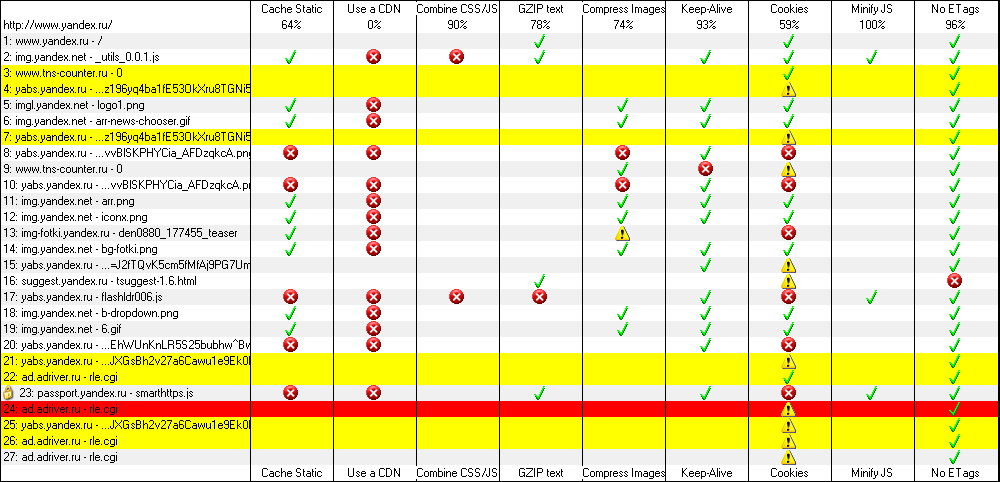 Cache Static Use a CDN Combine CSS/JS GZIP text Compress Images Keep-Alive Cookies Minify JS No ETags
http://www.yandex.ru/ 64% 0% 90% 78% 74% 93% 59% 100% 96%
1: www.yandex.ru - /
2: img.yandex.net - _utils_0.0.1.js
3: www.tns-counter.ru - 0
4: yabs.yandex.ru - ...z196yq4ba1fE53OkXru8TGNi5
5: imgl.yandex.net - logo1.png
6: img.yandex.net - arr-news-chooser.gif
7: yabs.yandex.ru - ...z196yq4ba1fE53OkXru8TGNi5
8: yabs.yandex.ru - ...vvBlSKPHYCia_AFDzqkcA.png
9: www.tns-counter.ru - 0
10: yabs.yandex.ru - ...vvBlSKPHYCia_AFDzqkcA.pn
11: img.yandex.net - arr.png
12: img.yandex.net - iconx.png
13: img-fotki.yandex.ru - den0880_177455_teaser
14: img.yandex.net - bg-fotki.png
15: yabs.yandex.ru - ...=J2fTQvK5cm5fMfAj9PG7Um
16: suggest.yandex.ru - tsuggest-1.6.html
17: yabs.yandex.ru - flashldr006.js
18: img.yandex.net - b-dropdown.png
19: img.yandex.net - 6.gif
20: yabs.yandex.ru - ...EhWUnKnLR5S25bubhw^Bw
21: yabs.yandex.ru - ...JXGsBh2v27a6Cawu1e9Ek0
22: ad.adriver.ru - rle.cgi
23: passport.yandex.ru - smarthttps.js
24: ad.adriver.ru - rle.cgi
25: yabs.yandex.ru - ...JXGsBh2v27a6Cawu1e9Ek0
26: ad.adriver.ru - rle.cgi
27: ad.adriver.ru - rle.cgi
Cache Static Use a CDN Combine CSS/JS GZIP text Compress Images Keep-Alive Cookies Minify JS No ETags